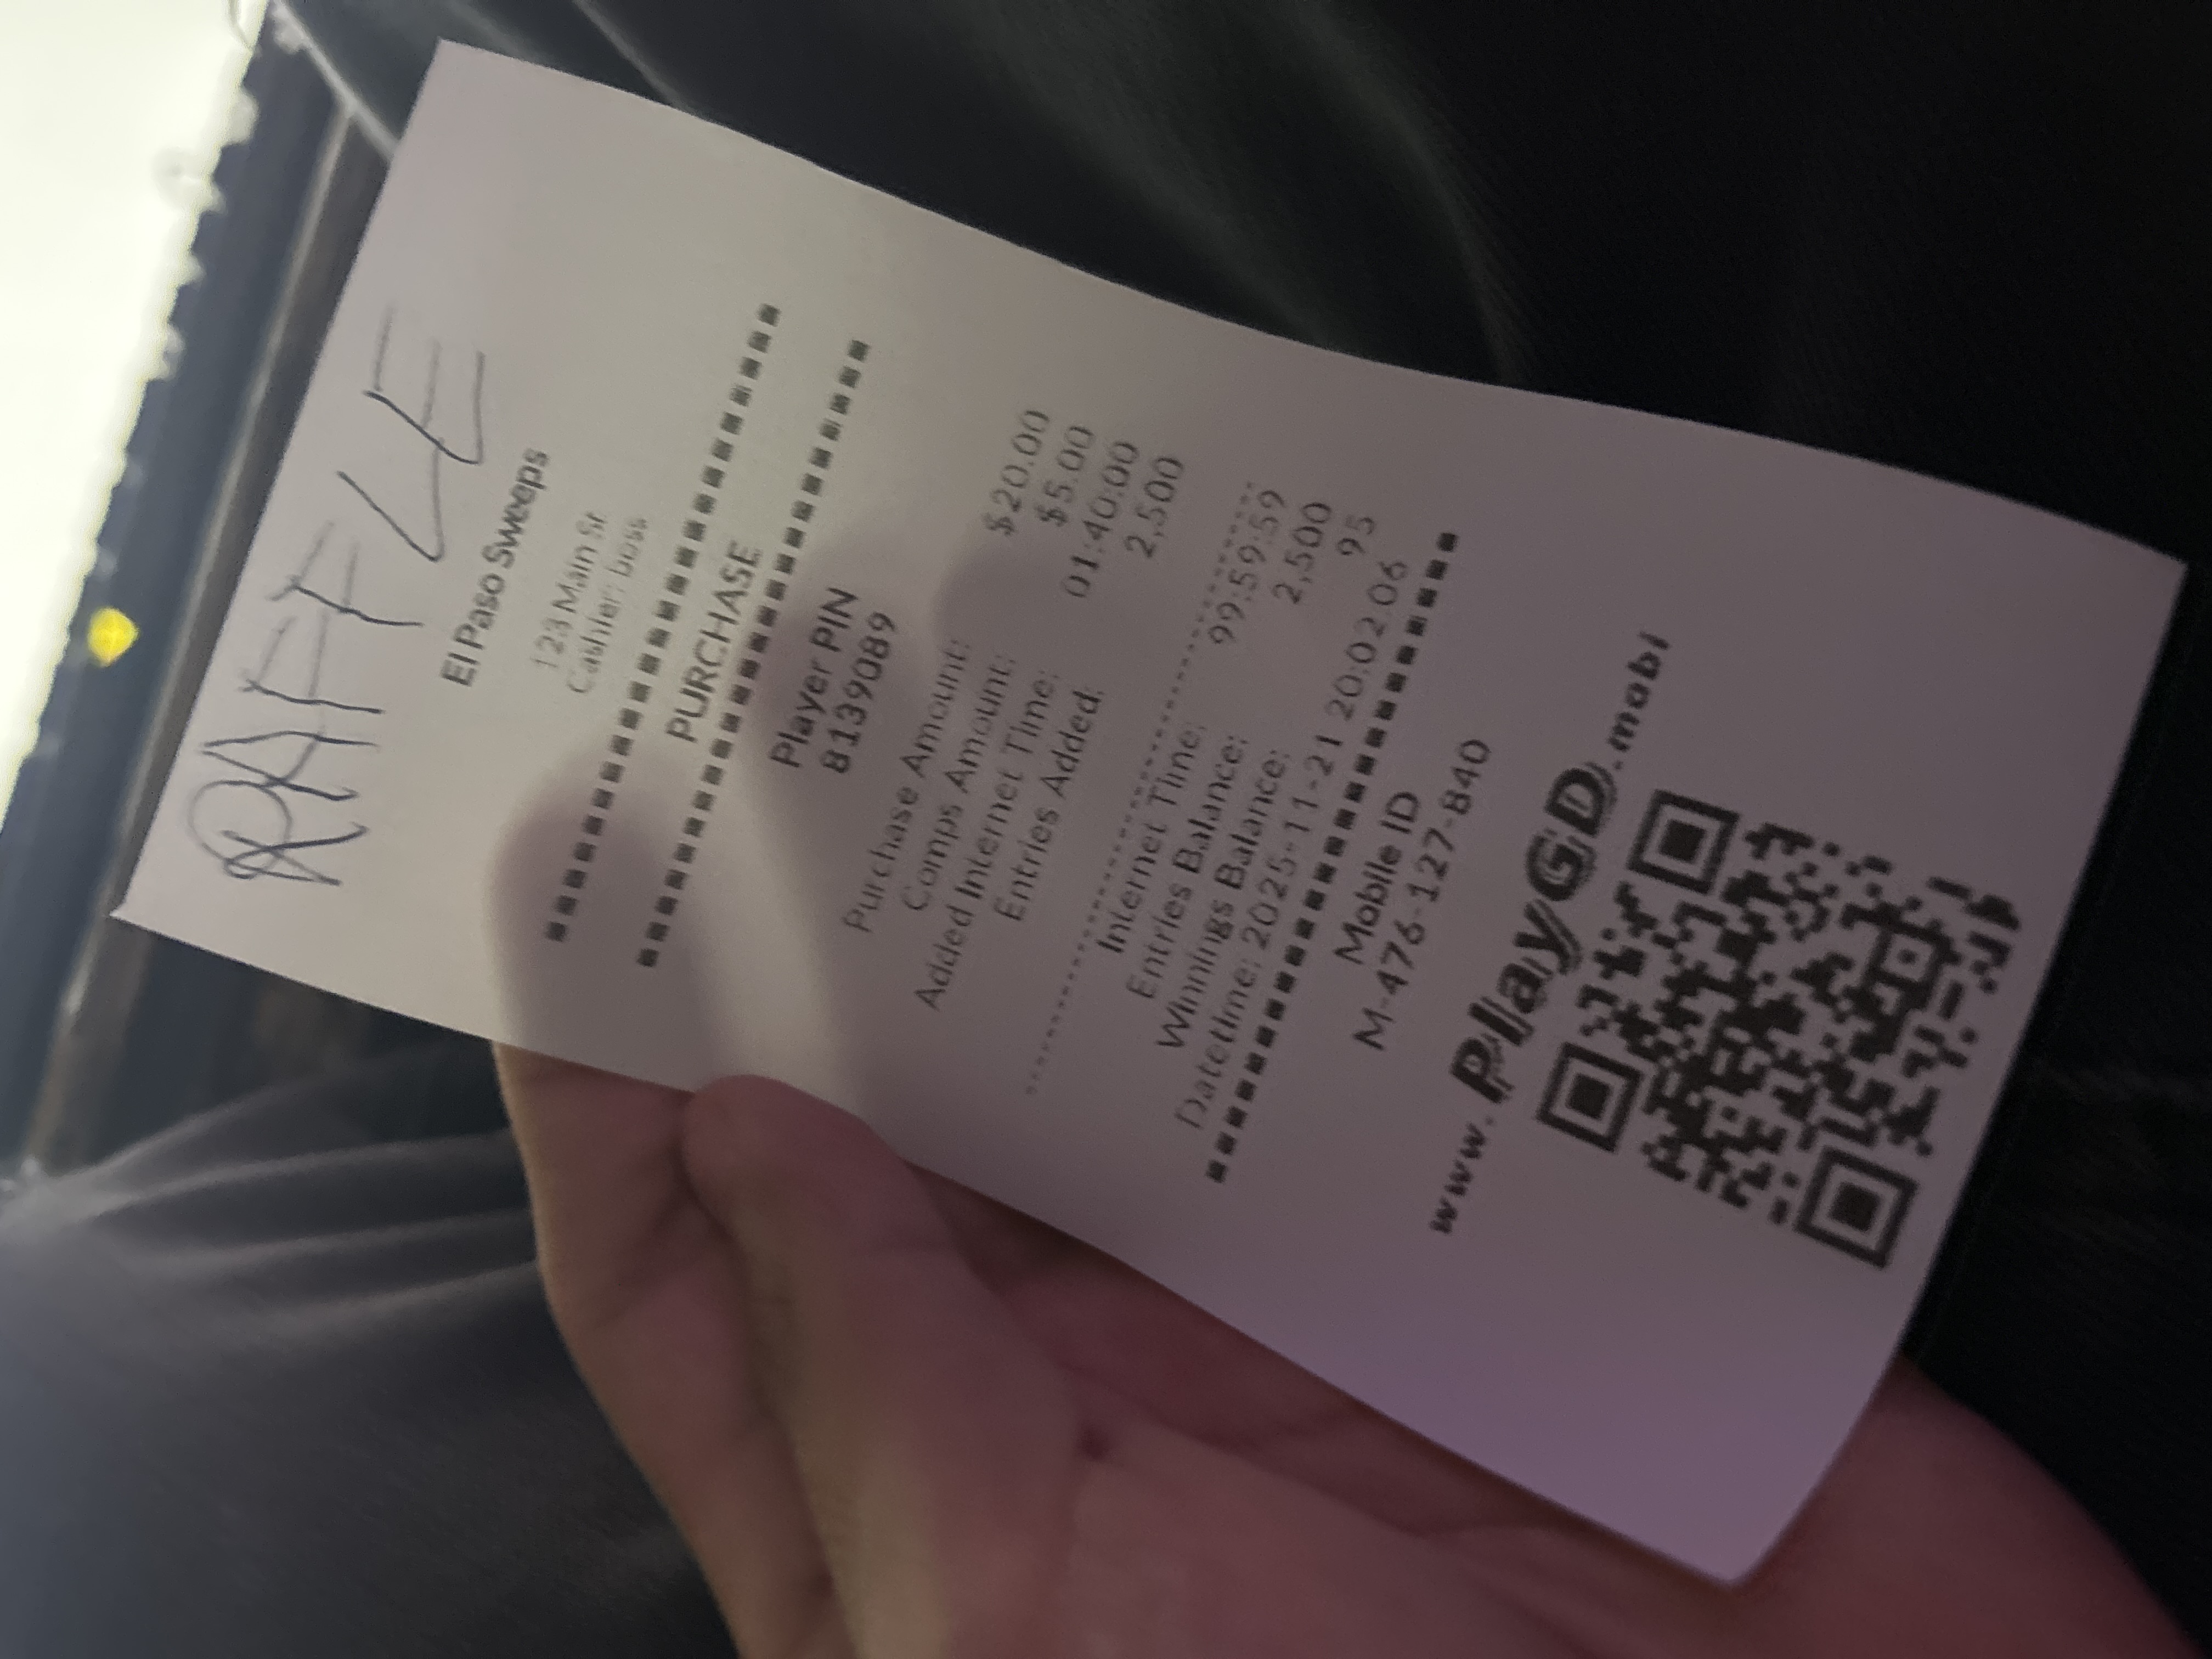 RAFFLE
El Paso Sweeps
123 Main St
Cashier: boss
PURCHASE
Player PIN
8139089
Purchase Amount: $20.00
Comps Amount: $5.00
Added Internet Time: 01:40:00
Entries Added: 2,500
Internet Time: 99:59:59
Entries Balance: 2,500
Winnings Balance: 95
Datetime: 2025-11-21 20:02:06
Mobile ID
M-476-127-840
www.PlayGD.mobi